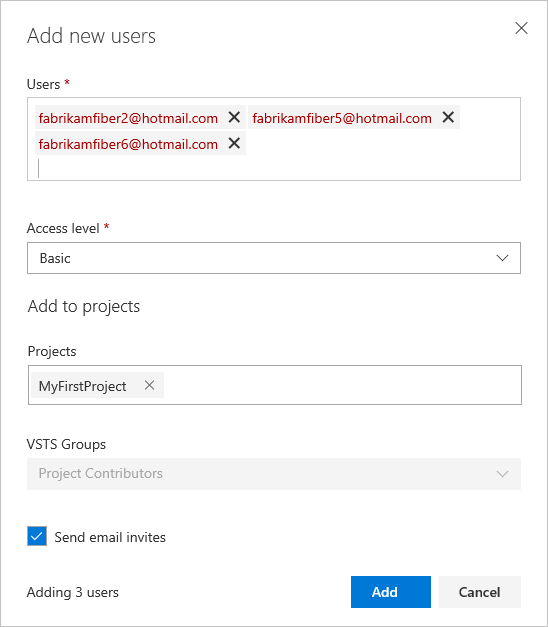 Add new users
Users *
fabrikamfiber2@hotmail.com fabrikamfiber5@hotmail.com
fabrikamfiber6@hotmail.com
Access level *
Basic
Add to projects
Projects
MyFirstProject
VSTS Groups
Project Contributors
Send email invites
Adding 3 users Add Cancel